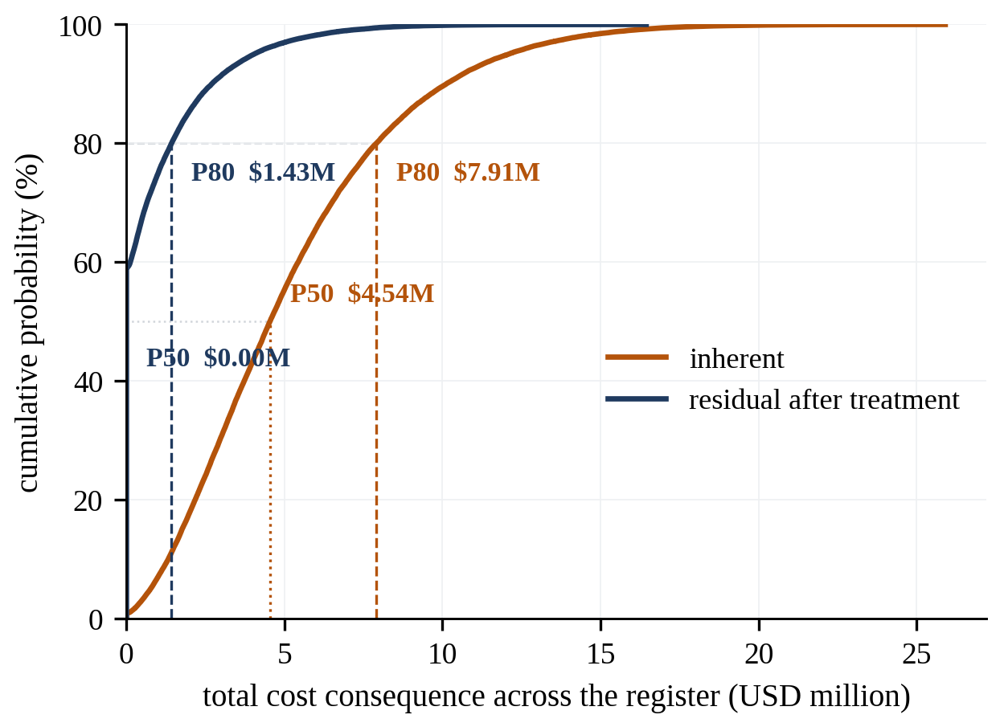 100
80
60
40
20
0
cumulative probability (%)
P80 $1.43M
P80 $7.91M
P50 $4.54M
P50 $0.00M
inherent
residual after treatment
0 5 10 15 20 25
total cost consequence across the register (USD million)